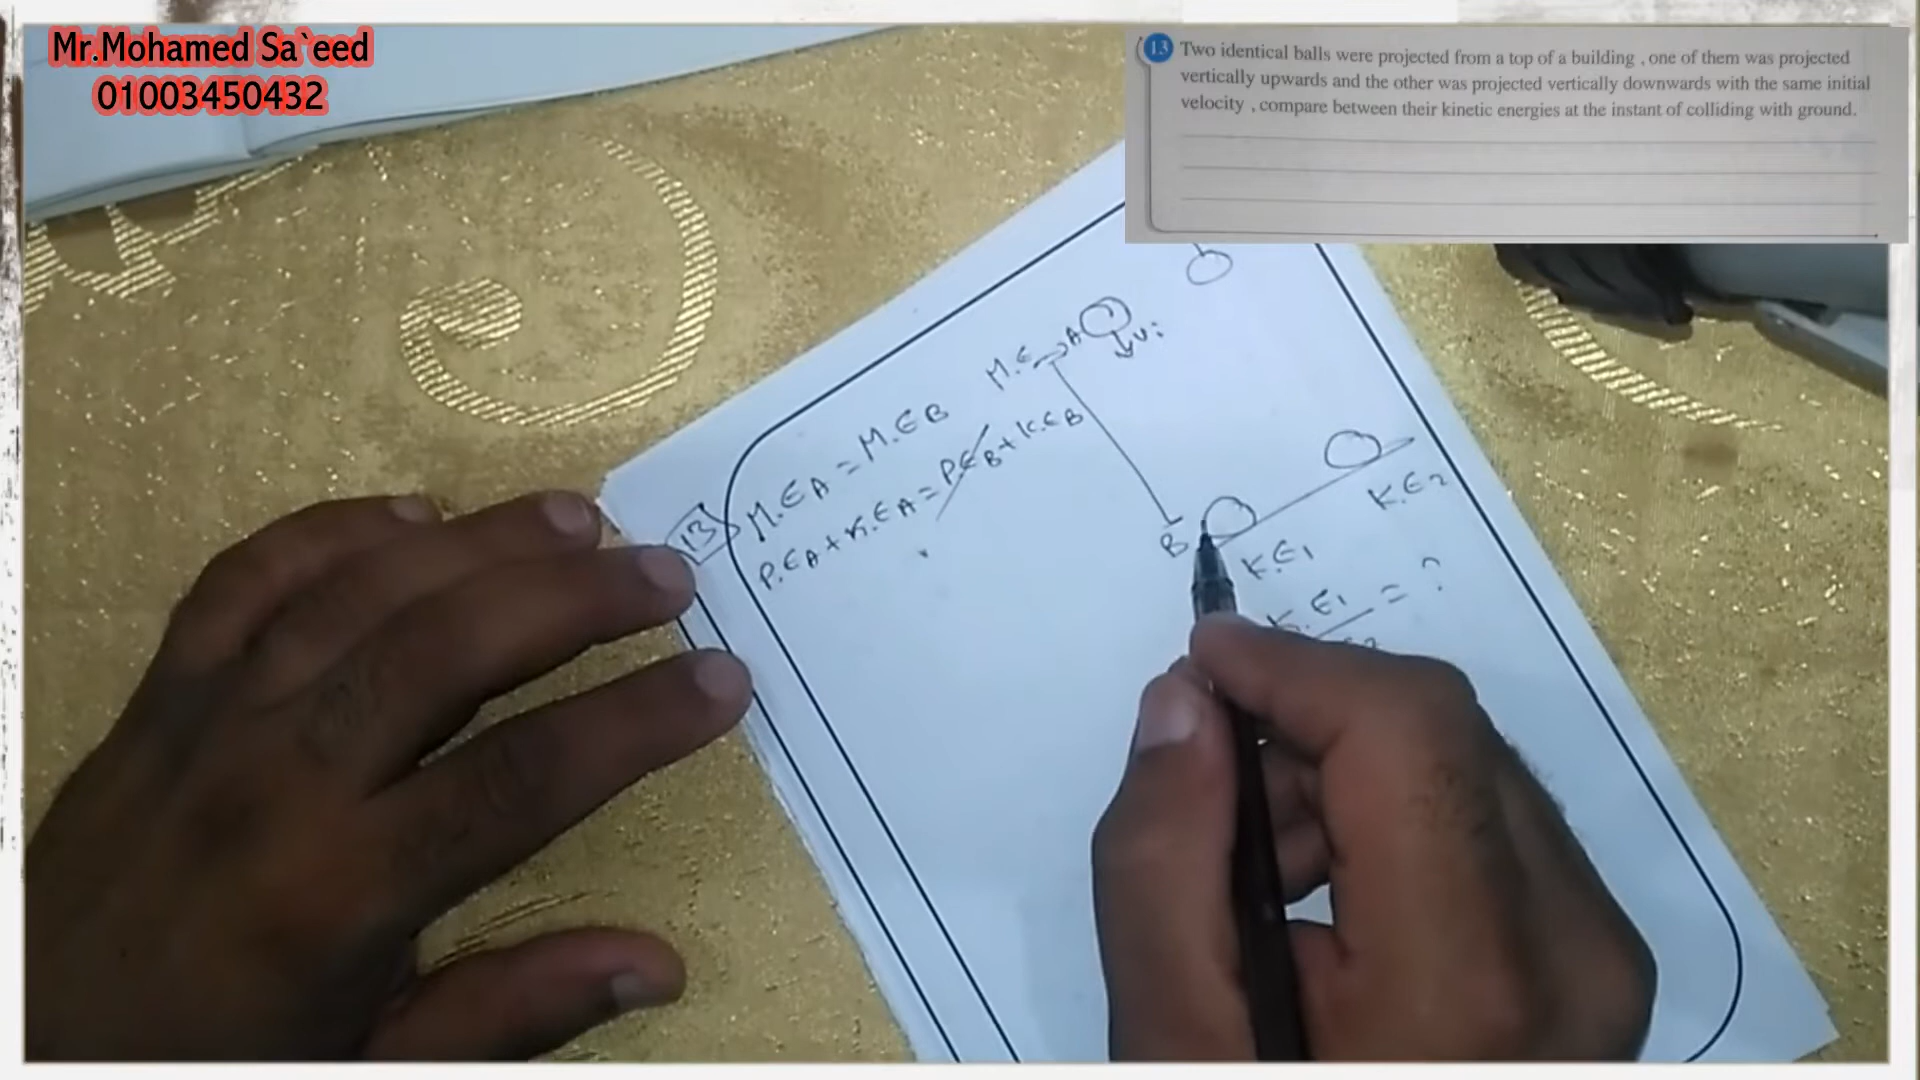 Mr.Mohamed Sa`eed
01003450432
13 Two identical balls were projected from a top of a building , one of them was projected
vertically upwards and the other was projected vertically downwards with the same initial
velocity , compare between their kinetic energies at the instant of colliding with ground.
13
M.EA = M.EB
P.EA + K.EA = P.EB + K.EB
M.E
A
Vi
B
K.E1
K.E2
K.E1 = ?